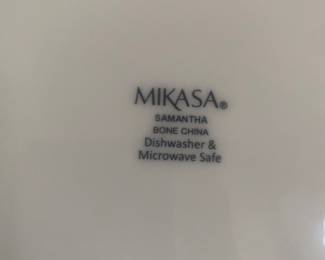 MIKASA®
SAMANTHA
BONE CHINA
Dishwasher &
Microwave Safe